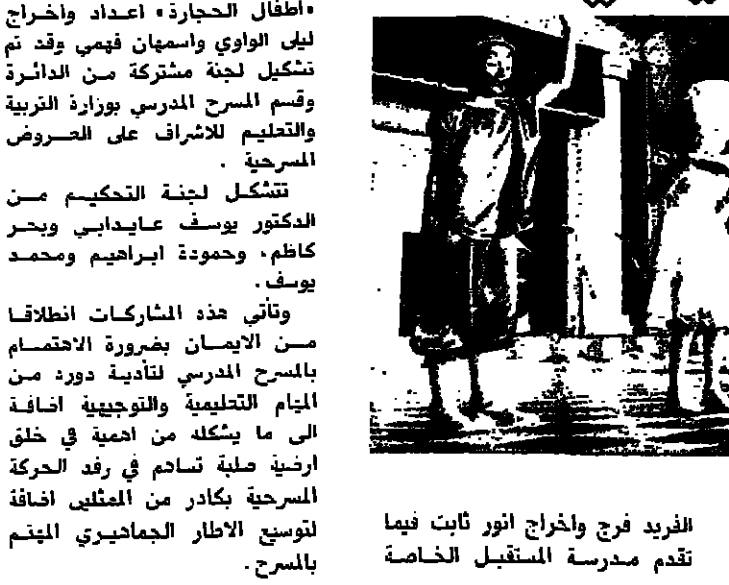 الفريد فرج واخراج انور ثابت فيما
تقدم مدرسة المستقبل الخاصة
«اطفال الحجارة» اعداد واخراج
ليلى الواوي واسمهان فهمي وقد تم
تشكيل لجنة مشتركة من الدائرة
وقسم المسرح المدرسي بوزارة التربية
والتعليم للاشراف على العروض
المسرحية .
تتشكل لجنة التحكيم من
الدكتور يوسف عايدابي وبحر
كاظم، وحمودة ابراهيم ومحمد
يوسف .
وتأتي هذه المشاركات انطلاقا
من الايمان بضرورة الاهتمام
بالمسرح المدرسي لتأدية دوره من
المهام التعليمية والتوجيهية اضافة
الى ما يشكله من اهمية في خلق
ارضية صلبة تساهم في رفد الحركة
المسرحية بكادر من الممثلين اضافة
لتوسيع الاطار الجماهيري المهتم
بالمسرح .